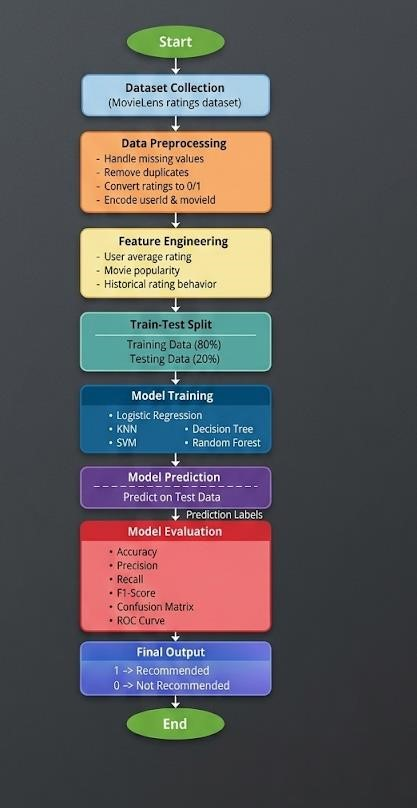 Start
Dataset Collection
(MovieLens ratings dataset)
Data Preprocessing
- Handle missing values
- Remove duplicates
- Convert ratings to 0/1
- Encode userId & movieId
Feature Engineering
- User average rating
- Movie popularity
- Historical rating behavior
Train-Test Split
Training Data (80%)
Testing Data (20%)
Model Training
• Logistic Regression
• KNN • Decision Tree
• SVM • Random Forest
Model Prediction
Predict on Test Data
Prediction Labels
Model Evaluation
• Accuracy
• Precision
• Recall
• F1-Score
• Confusion Matrix
• ROC Curve
Final Output
1 -> Recommended
0 -> Not Recommended
End